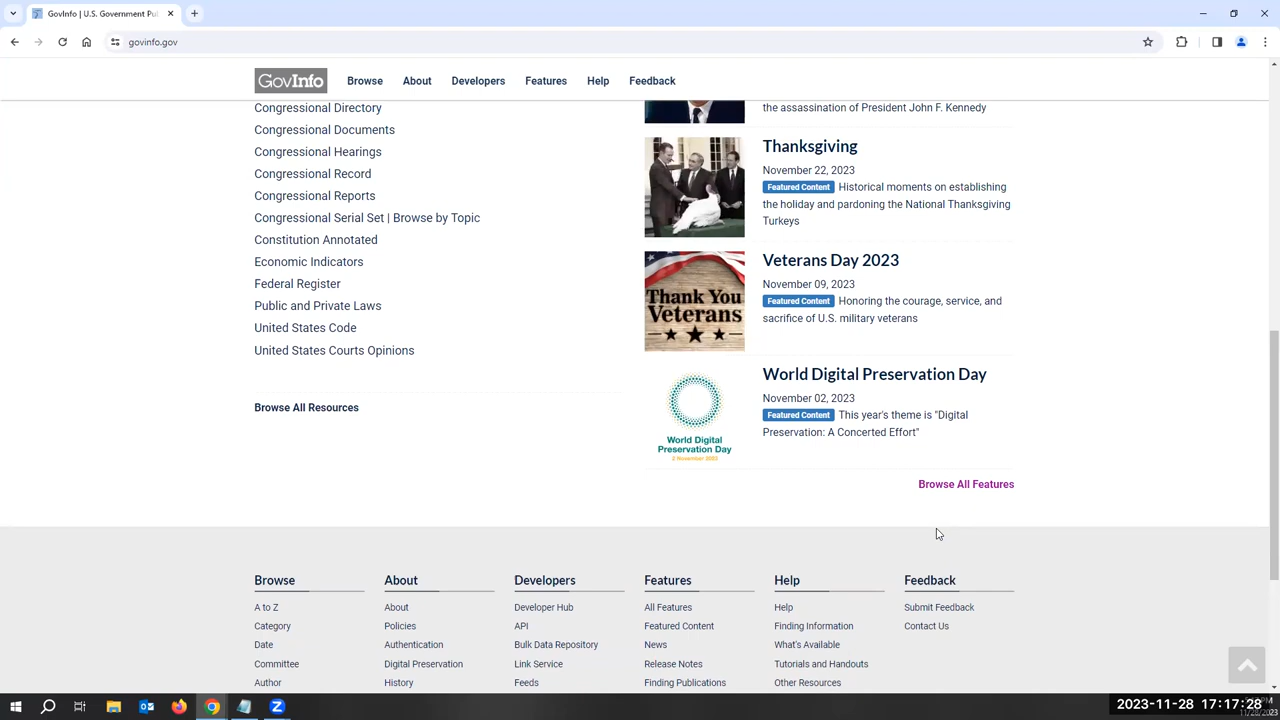 GovInfo | U.S. Government Pu
govinfo.gov
GovInfo
Browse
About
Developers
Features
Help
Feedback
Congressional Directory
Congressional Documents
Congressional Hearings
Congressional Record
Congressional Reports
Congressional Serial Set | Browse by Topic
Constitution Annotated
Economic Indicators
Federal Register
Public and Private Laws
United States Code
United States Courts Opinions
Browse All Resources
the assassination of President John F. Kennedy
Thanksgiving
November 22, 2023
Featured Content Historical moments on establishing
the holiday and pardoning the National Thanksgiving
Turkeys
Thank You
Veterans
Veterans Day 2023
November 09, 2023
Featured Content Honoring the courage, service, and
sacrifice of U.S. military veterans
World Digital
Preservation Day
2 November 2023
World Digital Preservation Day
November 02, 2023
Featured Content This year's theme is "Digital
Preservation: A Concerted Effort"
Browse All Features
Browse
A to Z
Category
Date
Committee
Author
About
About
Policies
Authentication
Digital Preservation
History
Developers
Developer Hub
API
Bulk Data Repository
Link Service
Feeds
Features
All Features
Featured Content
News
Release Notes
Finding Publications
Help
Help
Finding Information
What's Available
Tutorials and Handouts
Other Resources
Feedback
Submit Feedback
Contact Us
2023-11-28 17:17:28